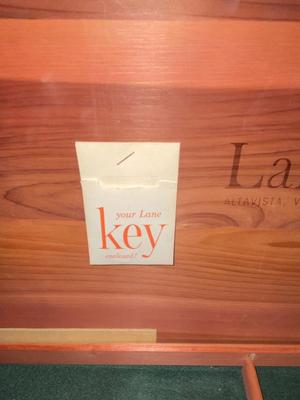 your Lane
key
enclosed!
La
ALTAVISTA, V